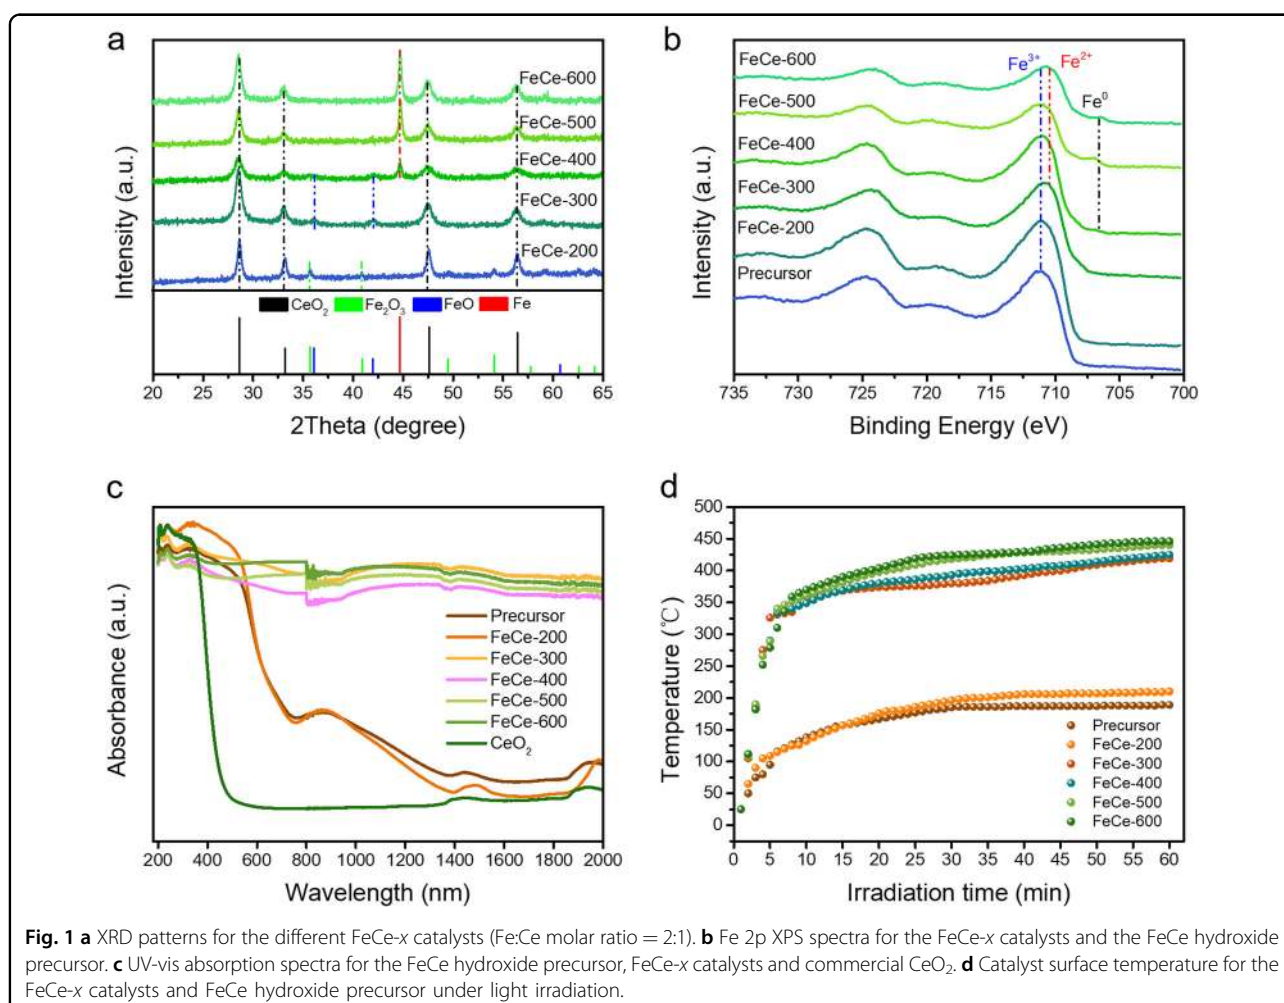 a
FeCe-600
FeCe-500
FeCe-400
FeCe-300
FeCe-200
CeO₂ Fe₂O₃ FeO Fe
Intensity (a.u.)
20 25 30 35 40 45 50 55 60 65
2Theta (degree)
b
FeCe-600
FeCe-500
FeCe-400
FeCe-300
FeCe-200
Precursor
Fe³⁺ Fe²⁺
Fe⁰
Intensity (a.u.)
735 730 725 720 715 710 705 700
Binding Energy (eV)
c
Precursor
FeCe-200
FeCe-300
FeCe-400
FeCe-500
FeCe-600
CeO₂
Absorbance (a.u.)
200 400 600 800 1000 1200 1400 1600 1800 2000
Wavelength (nm)
d
500
450
400
350
300
250
200
150
100
50
0
Temperature (℃)
Precursor
FeCe-200
FeCe-300
FeCe-400
FeCe-500
FeCe-600
0 5 10 15 20 25 30 35 40 45 50 55 60
Irradiation time (min)
Fig. 1 a XRD patterns for the different FeCe-x catalysts (Fe:Ce molar ratio = 2:1). b Fe 2p XPS spectra for the FeCe-x catalysts and the FeCe hydroxide
precursor. c UV-vis absorption spectra for the FeCe hydroxide precursor, FeCe-x catalysts and commercial CeO₂. d Catalyst surface temperature for the
FeCe-x catalysts and FeCe hydroxide precursor under light irradiation.